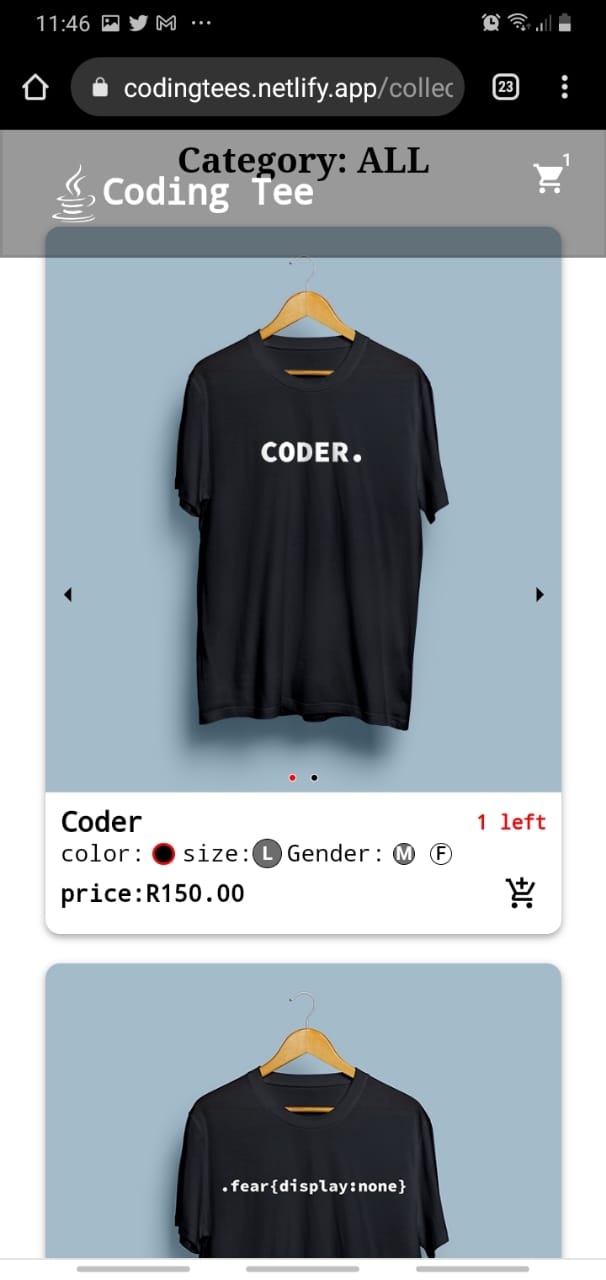 11:46
codingtees.netlify.app/collec
23
Category: ALL
Coding Tee
1
CODER.
Coder
1 left
color: size: L Gender: M F
price:R150.00
.fear{display:none}